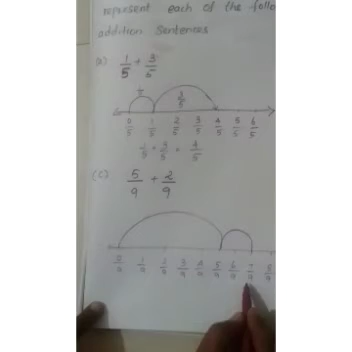 represent each of the follo
addition Sentences
(a) 1/5 + 3/5
1/5 3/5
0/5 1/5 2/5 3/5 4/5 5/5 6/5
1/5 + 3/5 = 4/5
(c) 5/9 + 2/9
0/9 1/9 2/9 3/9 4/9 5/9 6/9 7/9 8/9